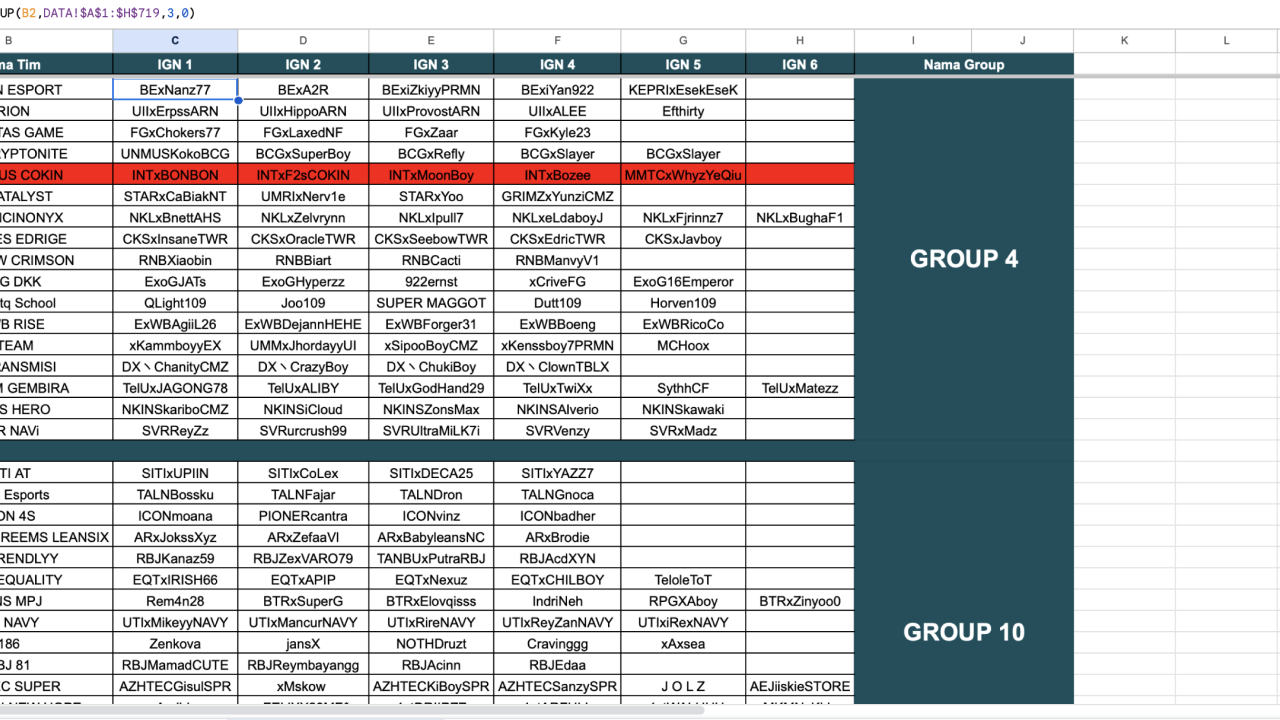 UP(B2,DATA!$A$1:$H$719,3,0)
B C D E F G H I J K L
ma Tim IGN 1 IGN 2 IGN 3 IGN 4 IGN 5 IGN 6 Nama Group
N ESPORT BExNanz77 BExA2R BExiZkiyyPRMN BExiYan922 KEPRIxEsekEseK
RION UIIxErpssARN UIIxHippoARN UIIxProvostARN UIIxALEE Efthirty
TAS GAME FGxChokers77 FGxLaxedNF FGxZaar FGxKyle23
YPTONITE UNMUSKokoBCG BCGxSuperBoy BCGxRefly BCGxSlayer BCGxSlayer
US COKIN INTxBONBON INTxF2sCOKIN INTxMoonBoy INTxBozee MMTCxWhyzYeQiu
ATALYST STARxCaBiakNT UMRIxNerv1e STARxYoo GRIMZxYunziCMZ
NCINONYX NKLxBnettAHS NKLxZelvrynn NKLxIpull7 NKLxeLdaboyJ NKLxFjrinnz7 NKLxBughaF1
ES EDRIGE CKSxInsaneTWR CKSxOracleTWR CKSxSeebowTWR CKSxEdricTWR CKSxJavboy
W CRIMSON RNBXiaobin RNBBiart RNBCacti RNBManvyV1
GROUP 4
G DKK ExoGJATs ExoGHyperzz 922ernst xCriveFG ExoG16Emperor
tq School QLight109 Joo109 SUPER MAGGOT Dutt109 Horven109
VB RISE ExWBAgiiL26 ExWBDejannHEHE ExWBForger31 ExWBBoeng ExWBRicoCo
TEAM xKammboyyEX UMMxJhordayyUI xSipooBoyCMZ xKenssboy7PRMN MCHoox
RANSMISI DX丶ChanityCMZ DX丶CrazyBoy DX丶ChukiBoy DX丶ClownTBLX
M GEMBIRA TelUxJAGONG78 TelUxALIBY TelUxGodHand29 TelUxTwiXx SythhCF TelUxMatezz
S HERO NKINSkariboCMZ NKINSiCloud NKINSZonsMax NKINSAlverio NKINSkawaki
R NAVi SVRReyZz SVRurcrush99 SVRUltraMiLK7i SVRVenzy SVRxMadz
TI AT SITIxUPIIN SITIxCoLex SITIxDECA25 SITIxYAZZ7
Esports TALNBossku TALNFajar TALNDron TALNGnoca
ON 4S ICONmoana PIONERcantra ICONvinz ICONbadher
REEMS LEANSIX ARxJokssXyz ARxZefaaVI ARxBabyleansNC ARxBrodie
RENDLYY RBJKanaz59 RBJZexVARO79 TANBUxPutraRBJ RBJAcdXYN
EQUALITY EQTxIRISH66 EQTxAPIP EQTxNexuz EQTxCHILBOY TeloleToT
NS MPJ Rem4n28 BTRxSuperG BTRxElovqisss IndriNeh RPGXAboy BTRxZinyoo0
NAVY UTIxMikeyyNAVY UTIxMancurNAVY UTIxRireNAVY UTIxReyZanNAVY UTIxiRexNAVY
GROUP 10
186 Zenkova jansX NOTHDruzt Cravinggg xAxsea
BJ 81 RBJMamadCUTE RBJReymbayangg RBJAcinn RBJEdaa
C SUPER AZHTECGisulSPR xMskow AZHTECKiBoySPR AZHTECSanzySPR J O L Z AEJiiskieSTORE